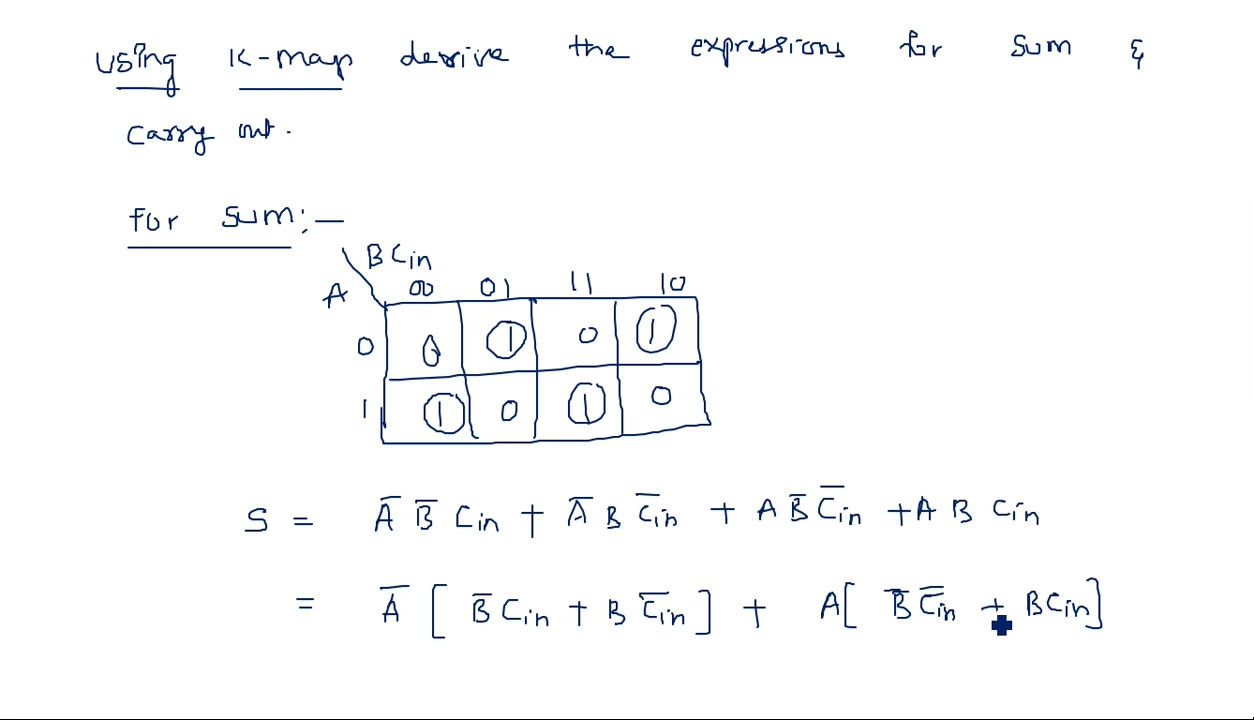 using K-map derive the expressions for sum &
carry out.
for sum:-
B Cin
A 00 01 11 10
0 0 1 0 1
1 1 0 1 0
S = A̅ B̅ Cin + A̅ B C̅in + A B̅ C̅in + A B Cin
= A̅ [ B̅ Cin + B C̅in ] + A[ B̅ C̅in + BCin]